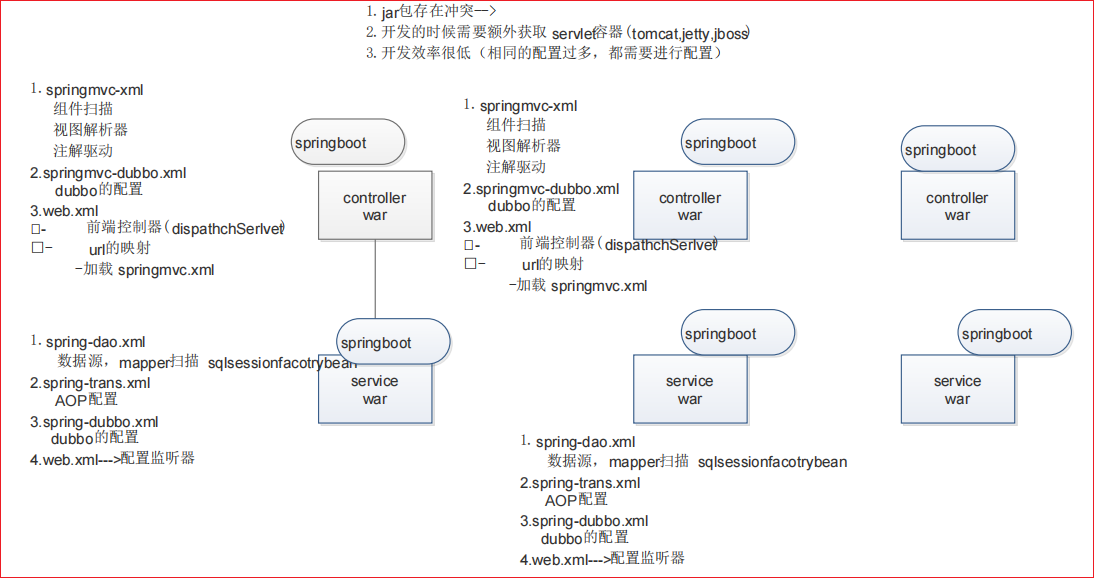 1. jar包存在冲突-->
2. 开发的时候需要额外获取 servlet容器(tomcat,jetty,jboss)
3. 开发效率很低（相同的配置过多，都需要进行配置）
1. springmvc-xml
组件扫描
视图解析器
注解驱动
2.springmvc-dubbo.xml
dubbo的配置
3.web.xml
- 前端控制器(dispathchSerlvet)
- url的映射
-加载 springmvc.xml
springboot
controller
war
1. springmvc-xml
组件扫描
视图解析器
注解驱动
2.springmvc-dubbo.xml
dubbo的配置
3.web.xml
- 前端控制器(dispathchSerlvet)
- url的映射
-加载 springmvc.xml
springboot
controller
war
springboot
controller
war
1. spring-dao.xml
数据源，mapper扫描 sqlsessionfacotrybean
2.spring-trans.xml
AOP配置
3.spring-dubbo.xml
dubbo的配置
4.web.xml--->配置监听器
springboot
service
war
springboot
service
war
springboot
service
war
1. spring-dao.xml
数据源，mapper扫描 sqlsessionfacotrybean
2.spring-trans.xml
AOP配置
3.spring-dubbo.xml
dubbo的配置
4.web.xml--->配置监听器